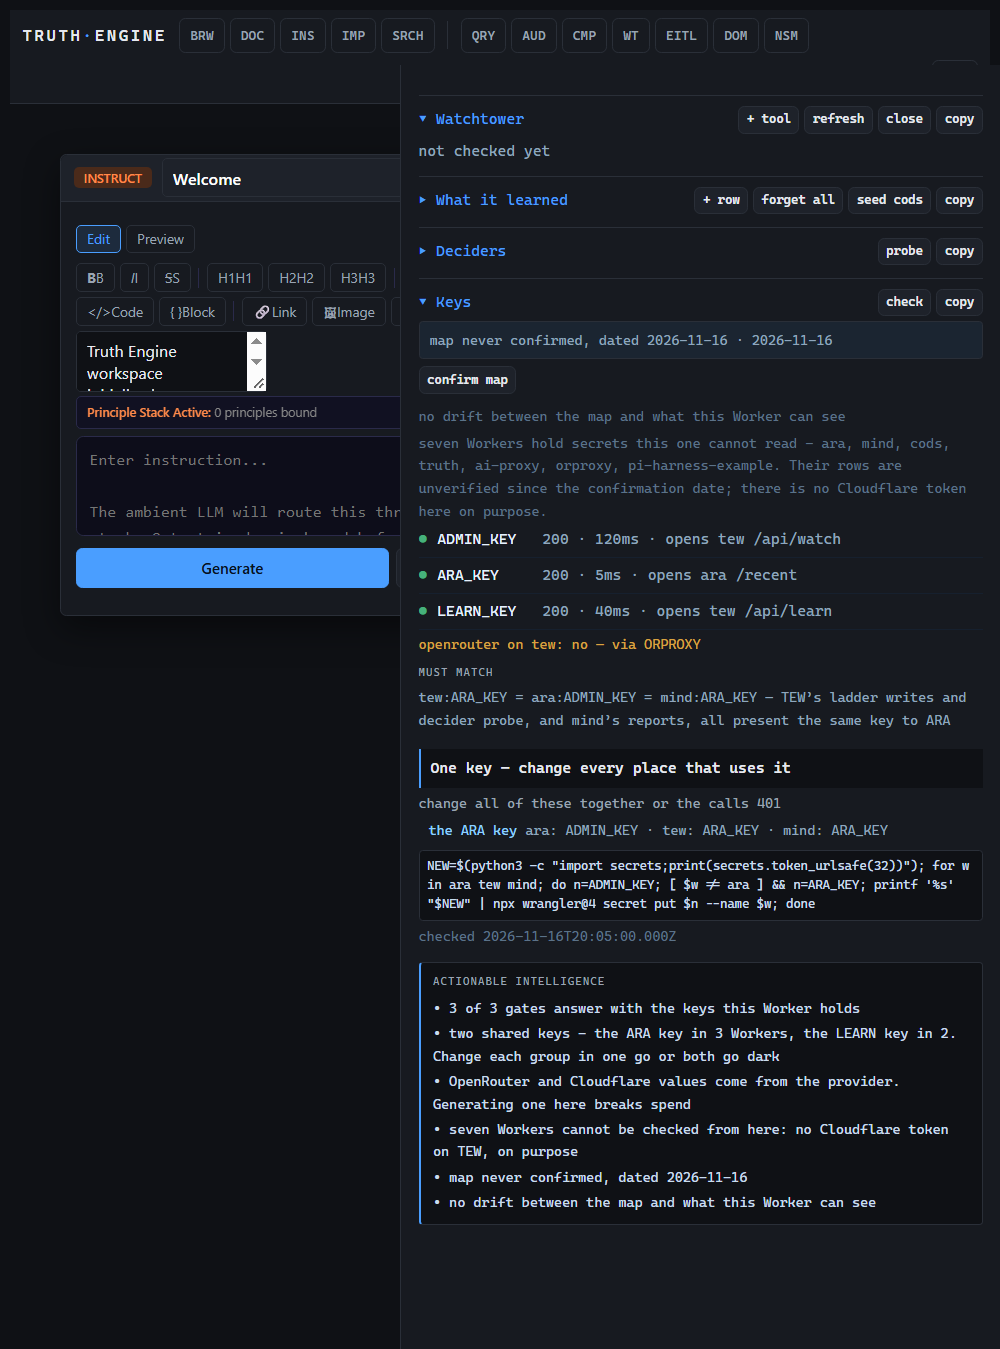 TRUTH·ENGINE BRW DOC INS IMP SRCH QRY AUD CMP WT EITL DOM NSM
INSTRUCT Welcome
Edit Preview
BB II SS H1H1 H2H2 H3H3
</>Code { }Block Link Image
Truth Engine
workspace
Principle Stack Active: 0 principles bound
Enter instruction...
The ambient LLM will route this thr
Generate
▾ Watchtower + tool refresh close copy
not checked yet
▸ What it learned + row forget all seed cods copy
▸ Deciders probe copy
▾ Keys check copy
map never confirmed, dated 2026-11-16 · 2026-11-16
confirm map
no drift between the map and what this Worker can see
seven Workers hold secrets this one cannot read — ara, mind, cods,
truth, ai-proxy, orproxy, pi-harness-example. Their rows are
unverified since the confirmation date; there is no Cloudflare token
here on purpose.
ADMIN_KEY 200 · 120ms · opens tew /api/watch
ARA_KEY 200 · 5ms · opens ara /recent
LEARN_KEY 200 · 40ms · opens tew /api/learn
openrouter on tew: no — via ORPROXY
MUST MATCH
tew:ARA_KEY = ara:ADMIN_KEY = mind:ARA_KEY — TEW's ladder writes and
decider probe, and mind's reports, all present the same key to ARA
One key — change every place that uses it
change all of these together or the calls 401
the ARA key ara: ADMIN_KEY · tew: ARA_KEY · mind: ARA_KEY
NEW=$(python3 -c "import secrets;print(secrets.token_urlsafe(32))"); for w
in ara tew mind; do n=ADMIN_KEY; [ $w != ara ] && n=ARA_KEY; printf '%s'
"$NEW" | npx wrangler@4 secret put $n --name $w; done
checked 2026-11-16T20:05:00.000Z
ACTIONABLE INTELLIGENCE
• 3 of 3 gates answer with the keys this Worker holds
• two shared keys — the ARA key in 3 Workers, the LEARN key in 2.
Change each group in one go or both go dark
• OpenRouter and Cloudflare values come from the provider.
Generating one here breaks spend
• seven Workers cannot be checked from here: no Cloudflare token
on TEW, on purpose
• map never confirmed, dated 2026-11-16
• no drift between the map and what this Worker can see